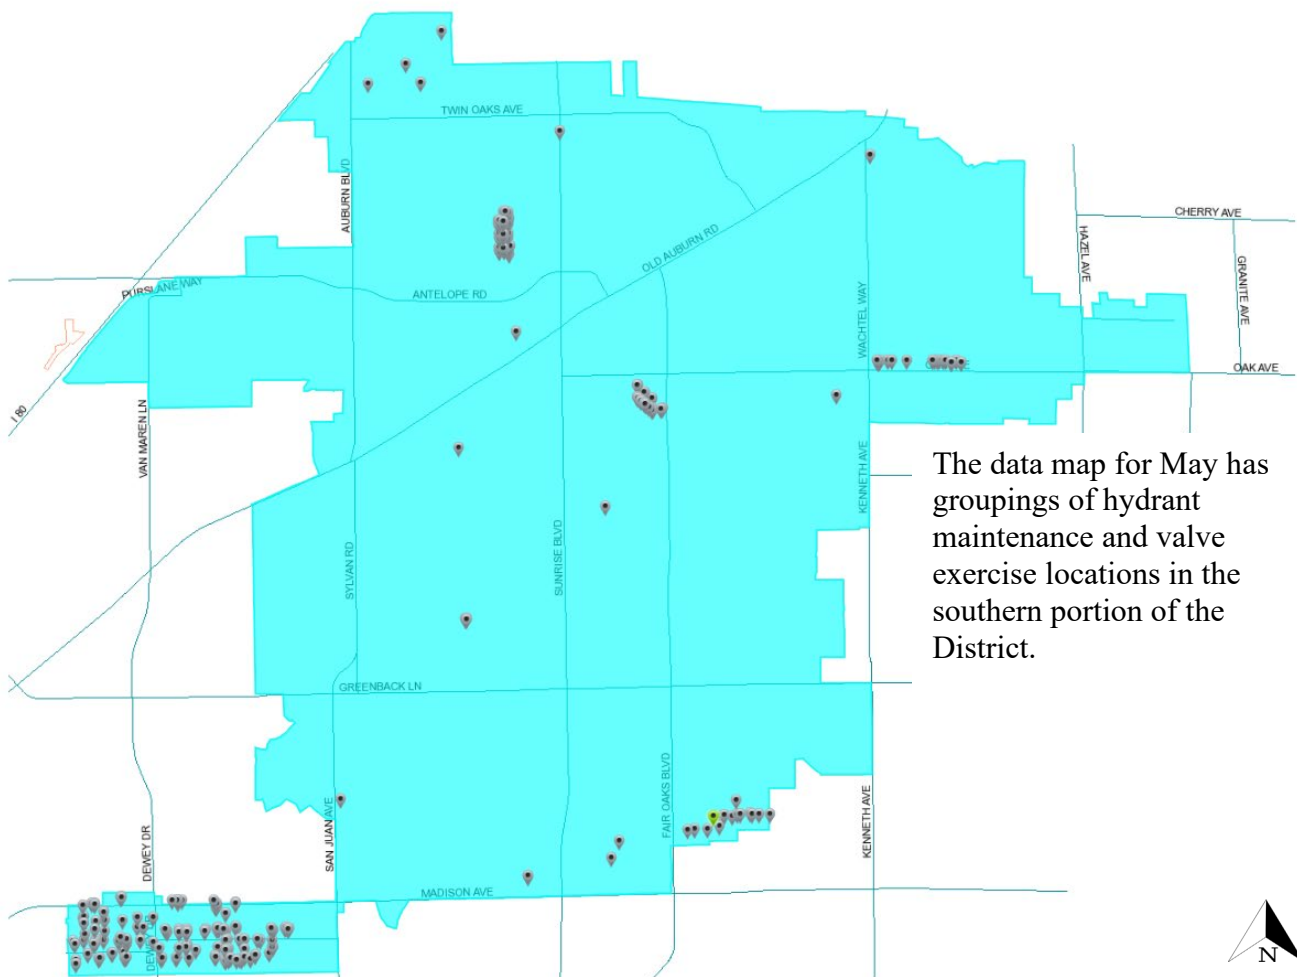 TWIN OAKS AVE
AUBURN BLVD
CHERRY AVE
OLD AUBURN RD
HAZEL AVE
GRANITE AVE
PURSLANE WAY
ANTELOPE RD
WACHTEL WAY
OAK AVE
I 80
VAN MAREN LN
KENNETH AVE
The data map for May has
groupings of hydrant
maintenance and valve
exercise locations in the
southern portion of the
District.
SYLVAN RD
SUNRISE BLVD
GREENBACK LN
FAIR OAKS BLVD
SAN JUAN AVE
DEWEY DR
KENNETH AVE
MADISON AVE
DEWEY DR
N